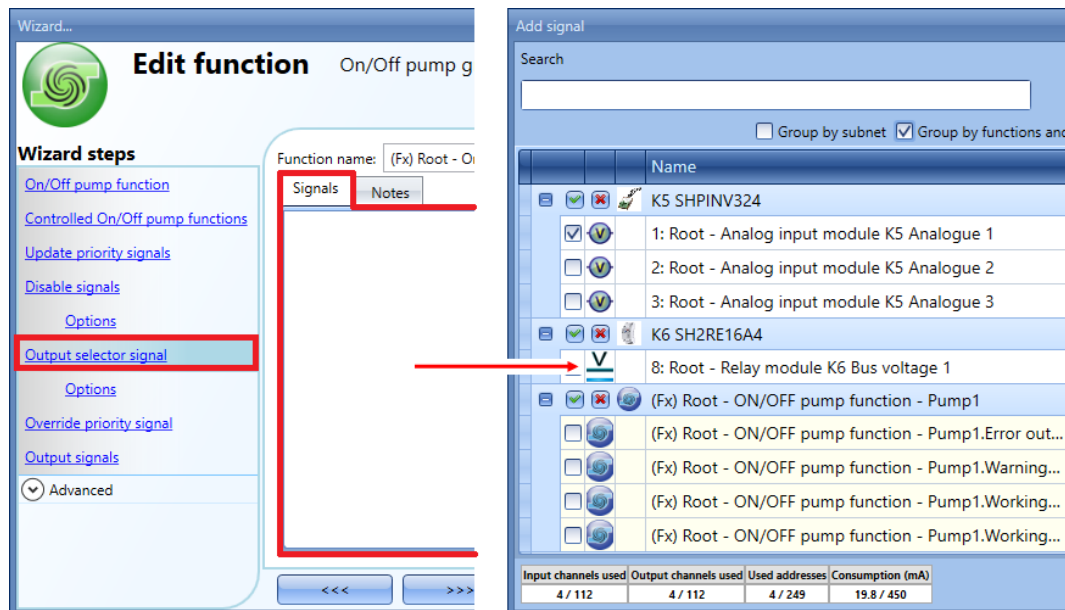 Wizard...
Edit function On/Off pump g
Wizard steps
On/Off pump function
Controlled On/Off pump functions
Update priority signals
Disable signals
Options
Output selector signal
Options
Override priority signal
Output signals
Advanced
Function name: (Fx) Root - O
Signals Notes
<<< >>>
Add signal
Search
Group by subnet Group by functions and
Name
K5 SHPINV324
1: Root - Analog input module K5 Analogue 1
2: Root - Analog input module K5 Analogue 2
3: Root - Analog input module K5 Analogue 3
K6 SH2RE16A4
8: Root - Relay module K6 Bus voltage 1
(Fx) Root - ON/OFF pump function - Pump1
(Fx) Root - ON/OFF pump function - Pump1.Error out...
(Fx) Root - ON/OFF pump function - Pump1.Warning...
(Fx) Root - ON/OFF pump function - Pump1.Working...
(Fx) Root - ON/OFF pump function - Pump1.Working...
Input channels used Output channels used Used addresses Consumption (mA)
4 / 112 4 / 112 4 / 249 19.8 / 450